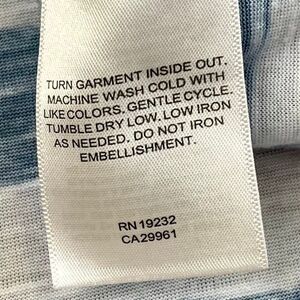 TURN GARMENT INSIDE OUT.
MACHINE WASH COLD WITH
LIKE COLORS. GENTLE CYCLE.
TUMBLE DRY LOW. LOW IRON
AS NEEDED. DO NOT IRON
EMBELLISHMENT.
RN 19232
CA29961